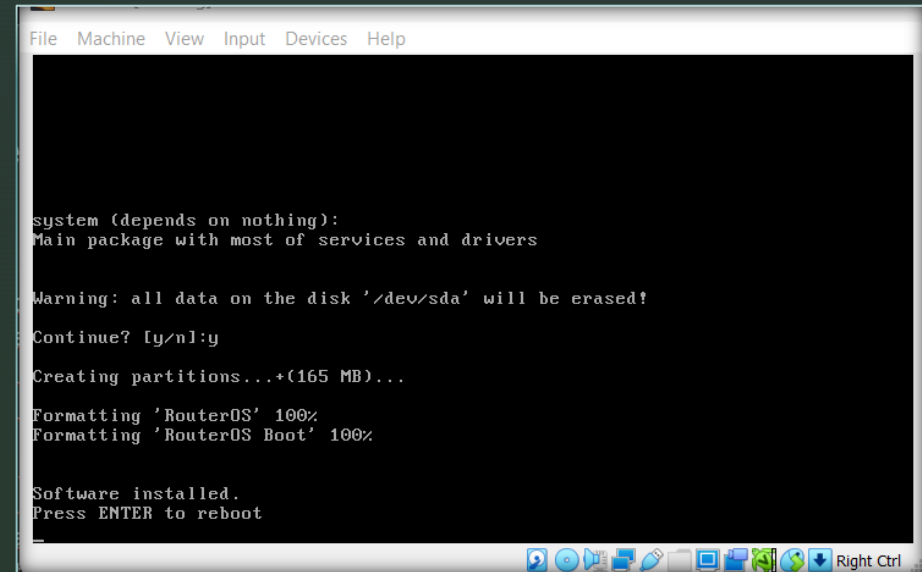 File Machine View Input Devices Help
system (depends on nothing):
Main package with most of services and drivers
Warning: all data on the disk '/dev/sda' will be erased!
Continue? [y/n]:y
Creating partitions...+(165 MB)...
Formatting 'RouterOS' 100%
Formatting 'RouterOS Boot' 100%
Software installed.
Press ENTER to reboot
Right Ctrl